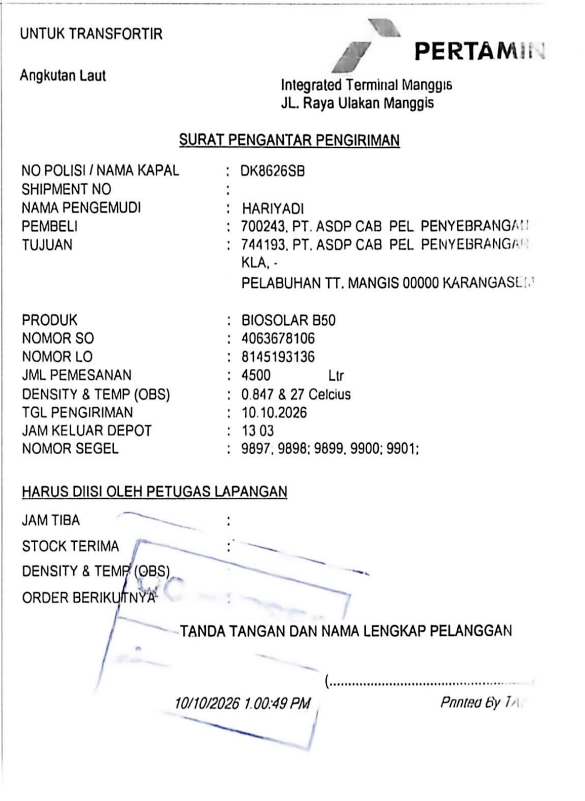 UNTUK TRANSFORTIR
PERTAMIN
Angkutan Laut
Integrated Terminal Manggis
JL. Raya Ulakan Manggis
SURAT PENGANTAR PENGIRIMAN
NO POLISI / NAMA KAPAL : DK8626SB
SHIPMENT NO :
NAMA PENGEMUDI : HARIYADI
PEMBELI : 700243, PT. ASDP CAB PEL PENYEBRANGAN
TUJUAN : 744193, PT. ASDP CAB PEL PENYEBRANGAN
KLA, -
PELABUHAN TT. MANGIS 00000 KARANGASEM
PRODUK : BIOSOLAR B50
NOMOR SO : 4063678106
NOMOR LO : 8145193136
JML PEMESANAN : 4500 Ltr
DENSITY & TEMP (OBS) : 0.847 & 27 Celcius
TGL PENGIRIMAN : 10.10.2026
JAM KELUAR DEPOT : 13 03
NOMOR SEGEL : 9897, 9898; 9899, 9900; 9901;
HARUS DIISI OLEH PETUGAS LAPANGAN
JAM TIBA :
STOCK TERIMA :
DENSITY & TEMP (OBS) :
ORDER BERIKUTNYA :
TANDA TANGAN DAN NAMA LENGKAP PELANGGAN
(....................................................
10/10/2026 1.00:49 PM
Printed By